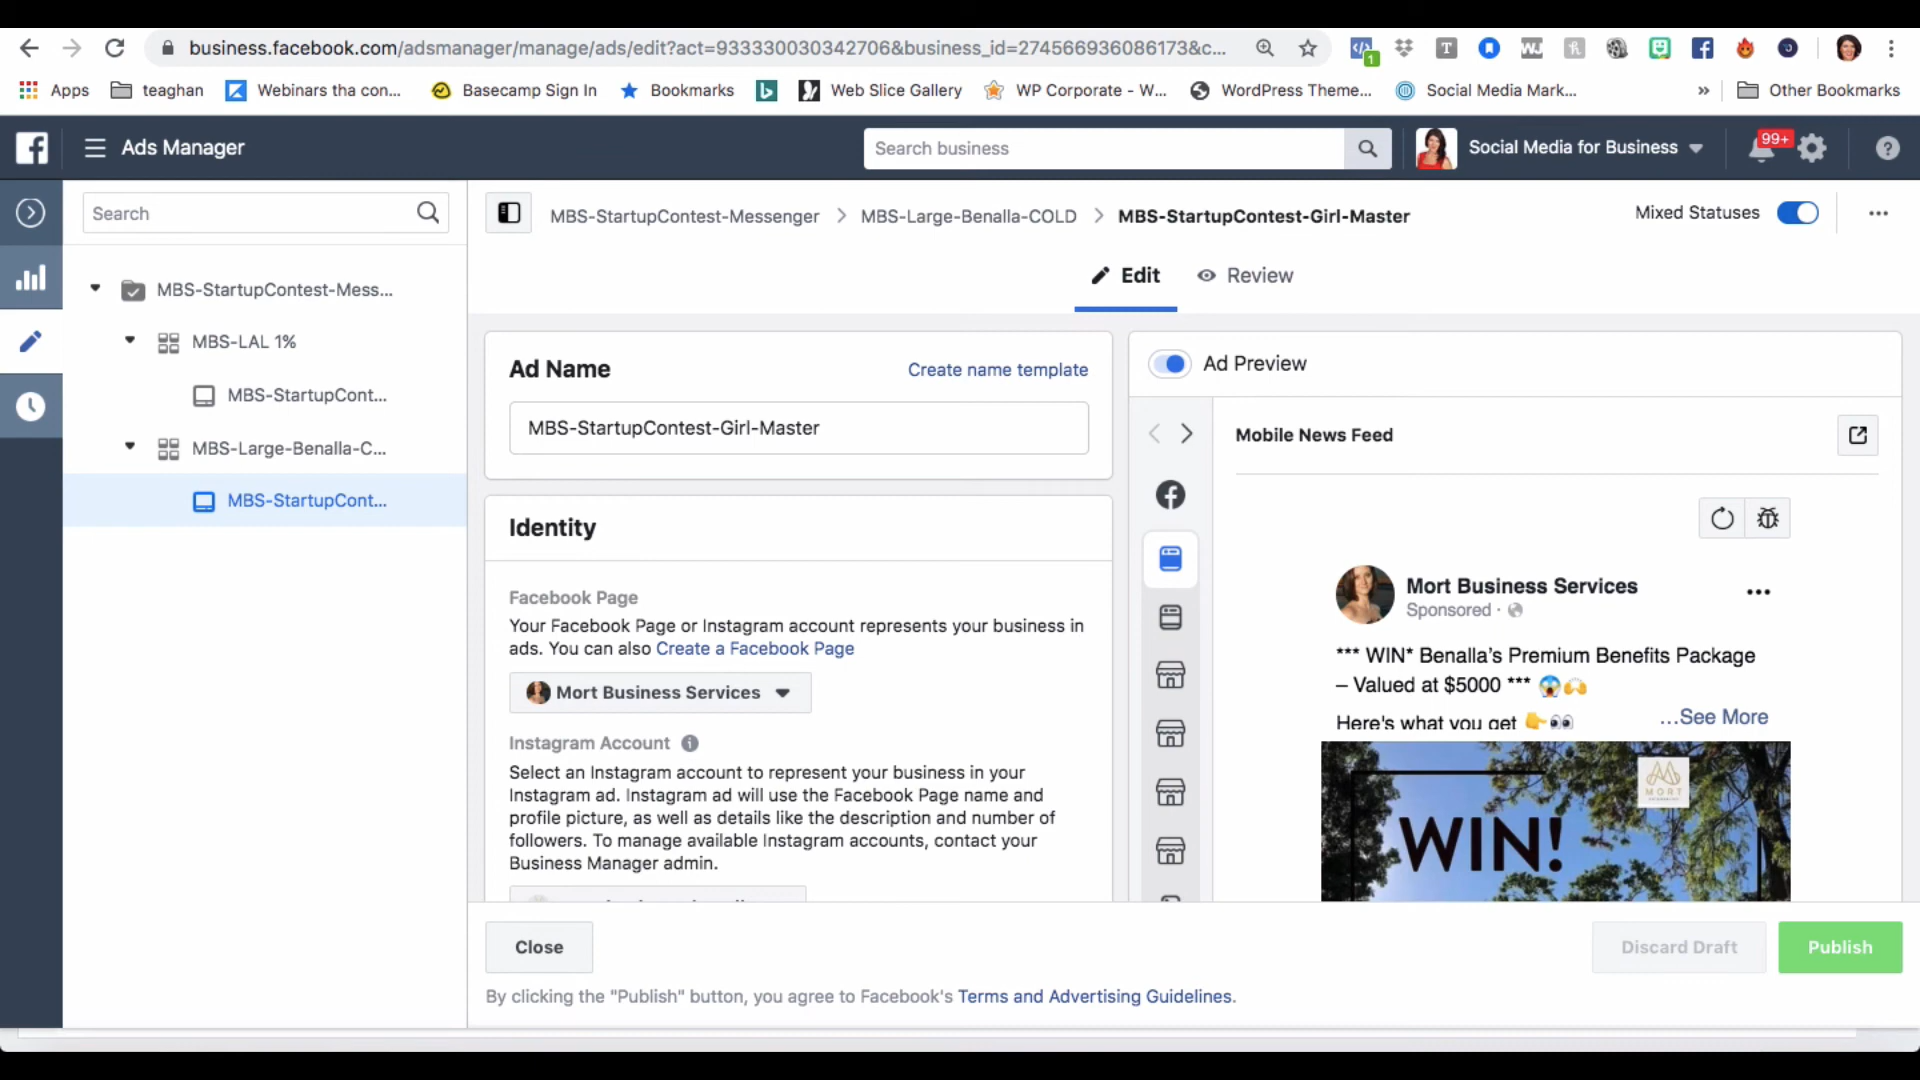 business.facebook.com/adsmanager/manage/ads/edit?act=933330030342706&business_id=274566936086173&c...
1
Apps
teaghan
Webinars tha con...
Basecamp Sign In
Bookmarks
Web Slice Gallery
WP Corporate - W...
WordPress Theme...
Social Media Mark...
»
Other Bookmarks
Ads Manager
Search business
Social Media for Business
99+
Search
MBS-StartupContest-Messenger
MBS-Large-Benalla-COLD
MBS-StartupContest-Girl-Master
Mixed Statuses
Edit
Review
MBS-StartupContest-Mess...
MBS-LAL 1%
MBS-StartupCont...
MBS-Large-Benalla-C...
MBS-StartupCont...
Ad Name
Create name template
MBS-StartupContest-Girl-Master
Identity
Facebook Page
Your Facebook Page or Instagram account represents your business in
ads. You can also Create a Facebook Page
Mort Business Services
Instagram Account
Select an Instagram account to represent your business in your
Instagram ad. Instagram ad will use the Facebook Page name and
profile picture, as well as details like the description and number of
followers. To manage available Instagram accounts, contact your
Business Manager admin.
Ad Preview
Mobile News Feed
Mort Business Services
Sponsored ·
*** WIN* Benalla's Premium Benefits Package
– Valued at $5000 *** 😱🙌
Here's what you get 👉👀
...See More
MORT
WIN!
Close
Discard Draft
Publish
By clicking the "Publish" button, you agree to Facebook's Terms and Advertising Guidelines.